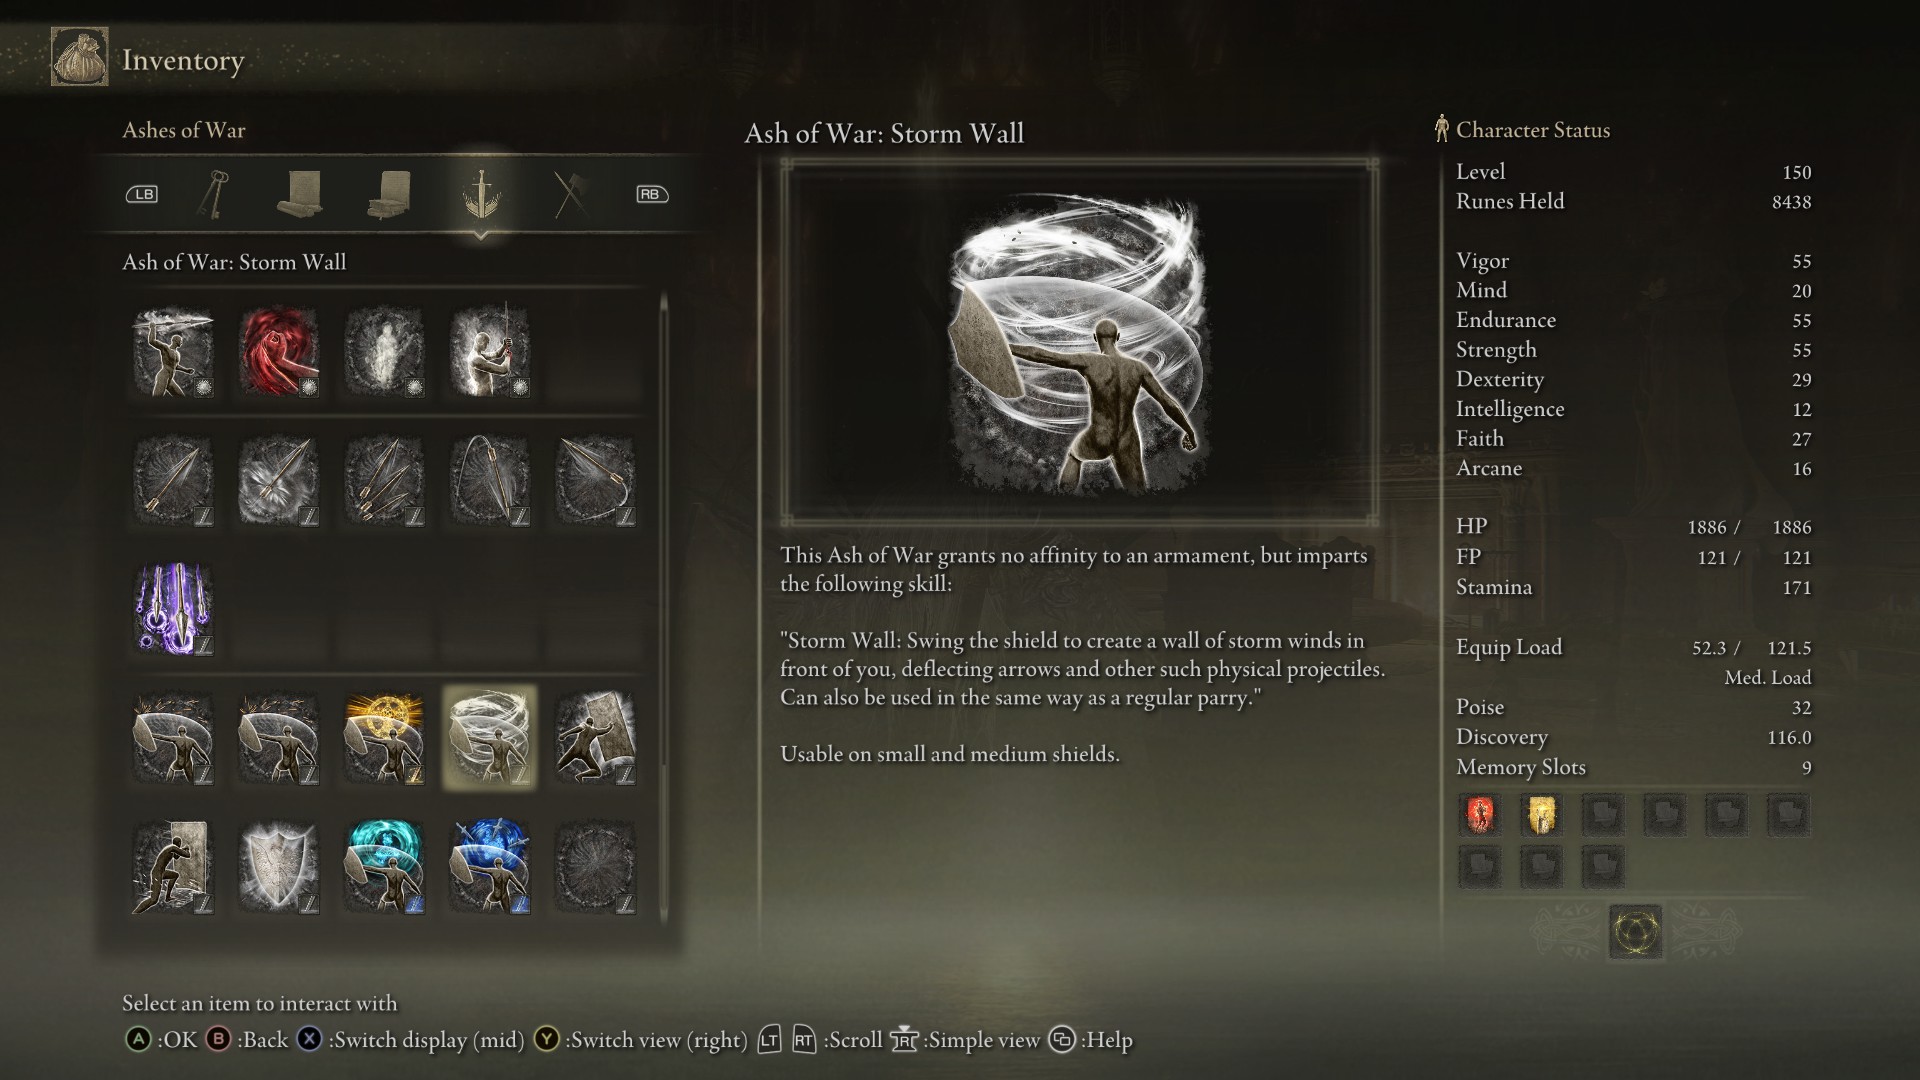 Inventory
Ashes of War
LB
RB
Ash of War: Storm Wall
Ash of War: Storm Wall
This Ash of War grants no affinity to an armament, but imparts
the following skill:
"Storm Wall: Swing the shield to create a wall of storm winds in
front of you, deflecting arrows and other such physical projectiles.
Can also be used in the same way as a regular parry."
Usable on small and medium shields.
Character Status
Level 150
Runes Held 8438
Vigor 55
Mind 20
Endurance 55
Strength 55
Dexterity 29
Intelligence 12
Faith 27
Arcane 16
HP 1886 / 1886
FP 121 / 121
Stamina 171
Equip Load 52.3 / 121.5
Med. Load
Poise 32
Discovery 116.0
Memory Slots 9
Select an item to interact with
A :OK B :Back X :Switch display (mid) Y :Switch view (right) LT RT :Scroll R :Simple view :Help